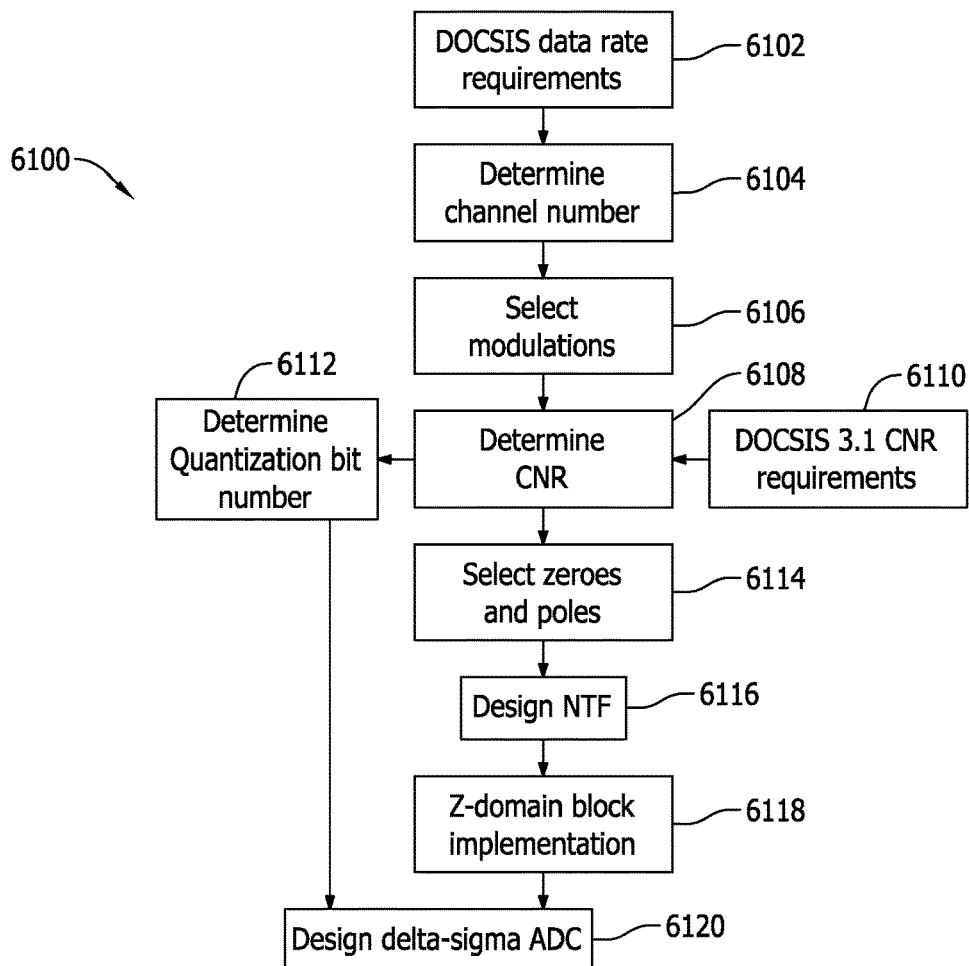 DOCSIS data rate
requirements
6102
6100
Determine
channel number
6104
Select
modulations
6106
6112
6108
6110
Determine
Quantization bit
number
Determine
CNR
DOCSIS 3.1 CNR
requirements
Select zeroes
and poles
6114
Design NTF
6116
Z-domain block
implementation
6118
Design delta-sigma ADC
6120